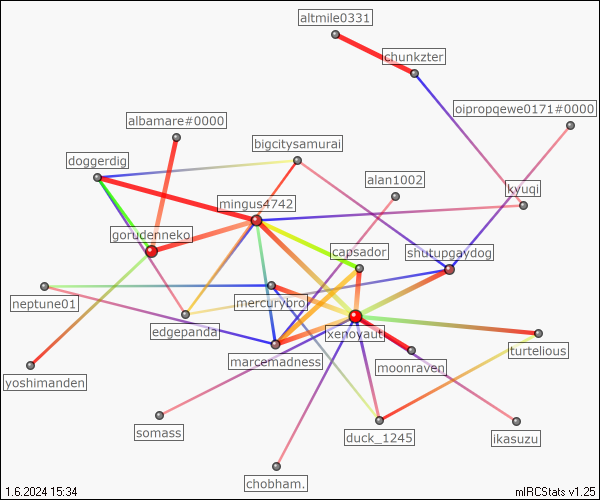 altmile0331
chunkzter
oipropqewe0171#0000
albamare#0000
bigcitysamurai
doggerdig
alan1002
kyuqi
mingus4742
gorudenneko
capsador
shutupgaydog
neptune01
mercurybro
edgepanda
xenoyaut
marcemadness
turtelious
moonraven
yoshimanden
somass
duck_1245
ikasuzu
chobham.
1.6.2024 15:34
mIRCStats v1.25